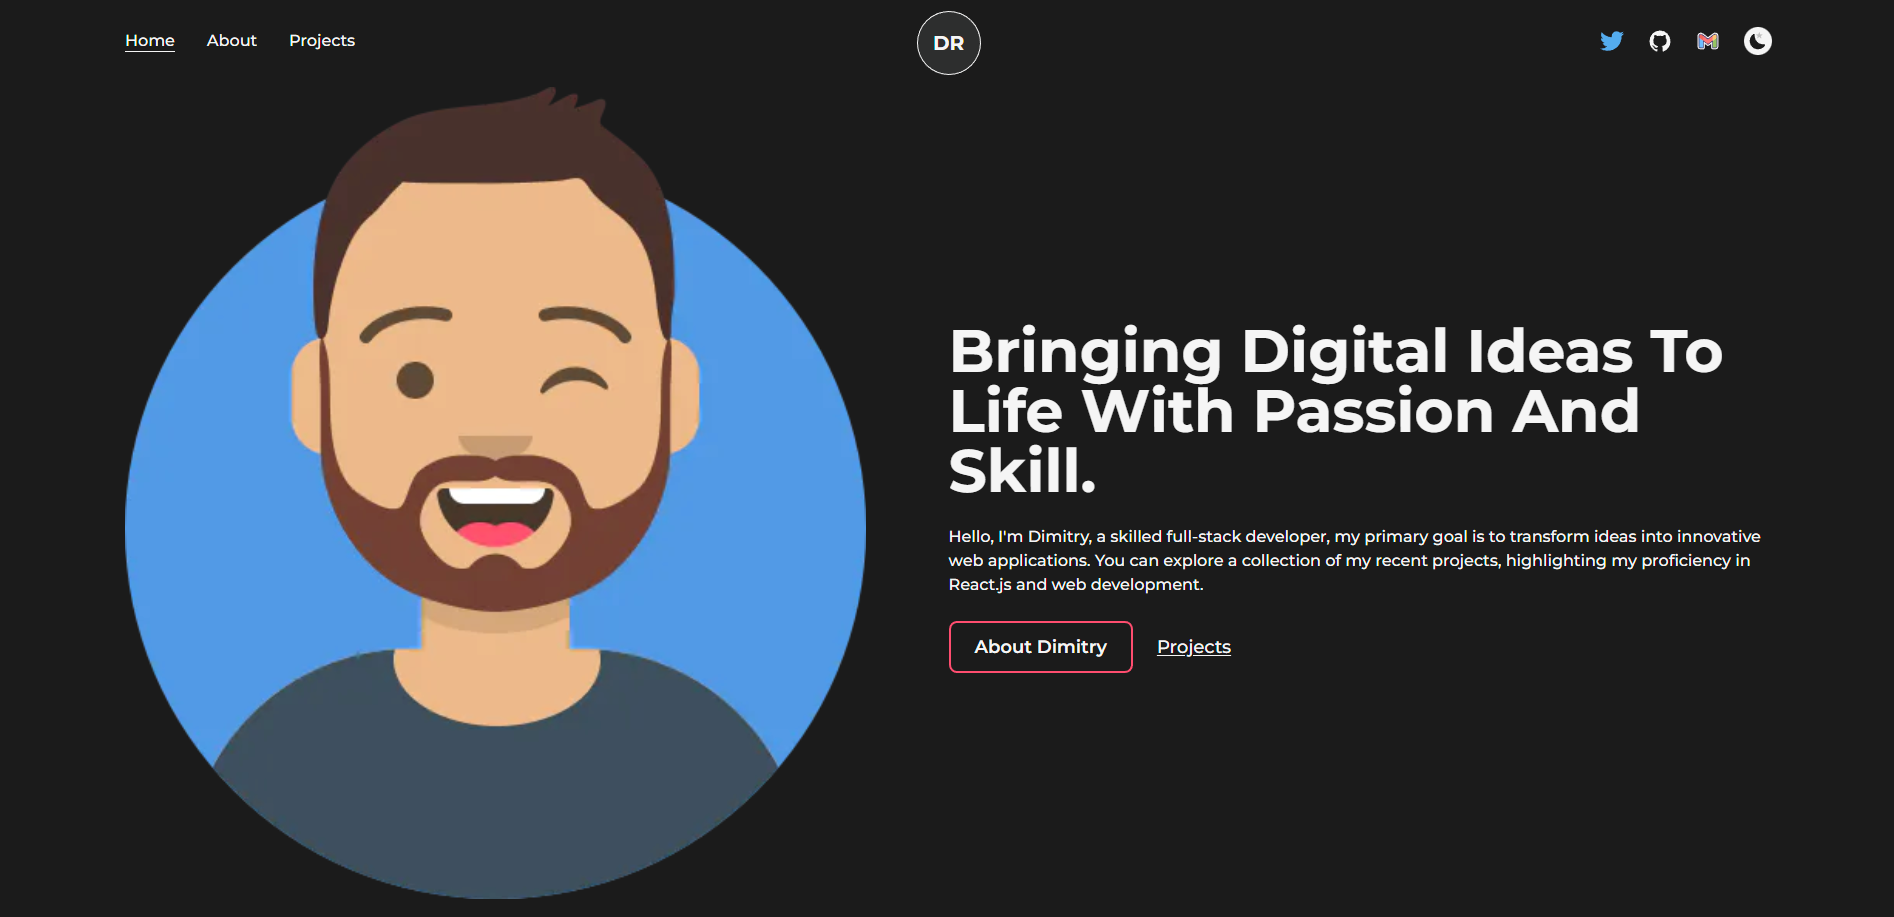 Home About Projects
DR
Bringing Digital Ideas To
Life With Passion And
Skill.
Hello, I'm Dimitry, a skilled full-stack developer, my primary goal is to transform ideas into innovative
web applications. You can explore a collection of my recent projects, highlighting my proficiency in
React.js and web development.
About Dimitry Projects